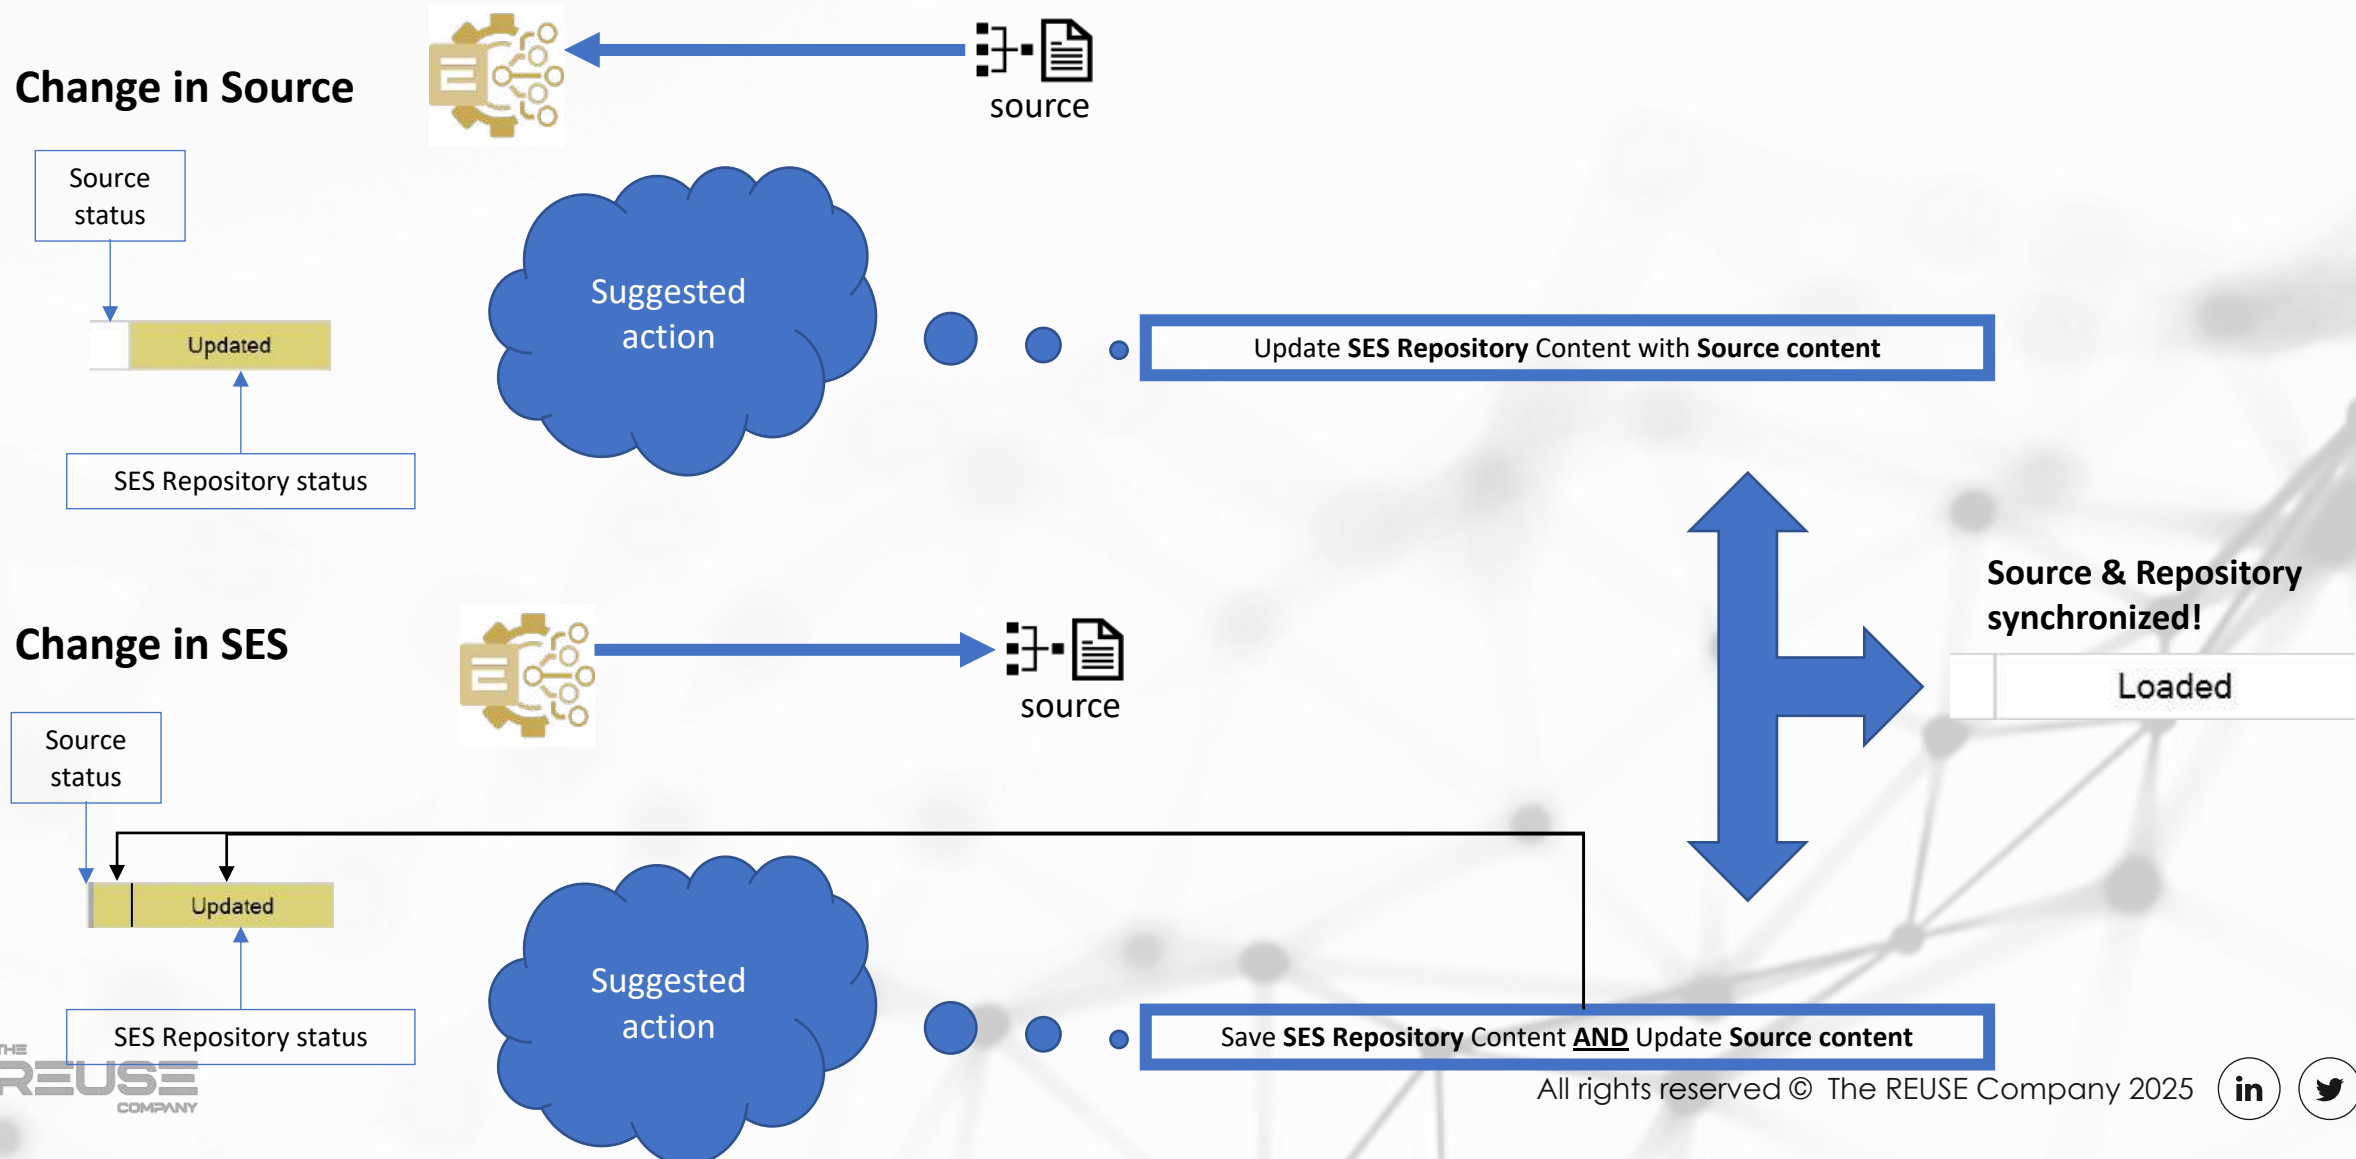 Change in Source
source
Source
status
Updated
SES Repository status
Suggested
action
Update SES Repository Content with Source content
Source & Repository
synchronized!
Loaded
Change in SES
source
Source
status
Updated
SES Repository status
Suggested
action
Save SES Repository Content AND Update Source content
THE
REUSE
COMPANY
All rights reserved © The REUSE Company 2025
in